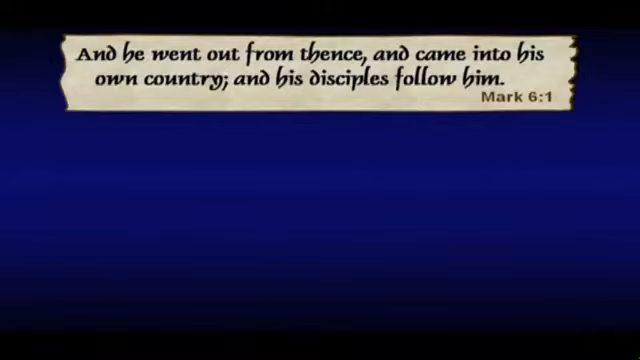 And he went out from thence, and came into his
own country; and his disciples follow him.
Mark 6:1